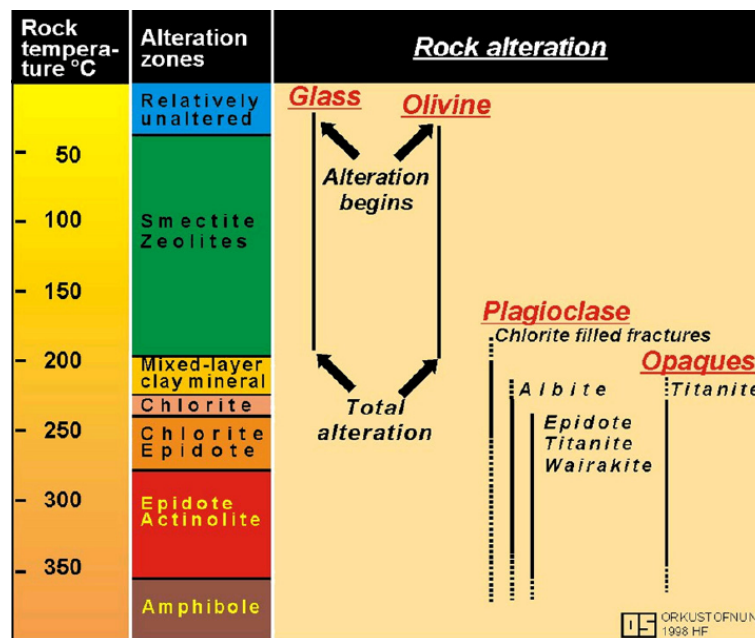 Rock
tempera-
ture °C
Alteration
zones
Rock alteration
50
100
150
200
250
300
350
Relatively
unaltered
Smectite
Zeolites
Mixed-layer
clay mineral
Chlorite
Chlorite
Epidote
Epidote
Actinolite
Amphibole
Glass
Olivine
Alteration
begins
Total
alteration
Plagioclase
Chlorite filled fractures
Albite
Epidote
Titanite
Wairakite
Opaques
Titanite
OS
ORKUSTOFNUN
1998 HF